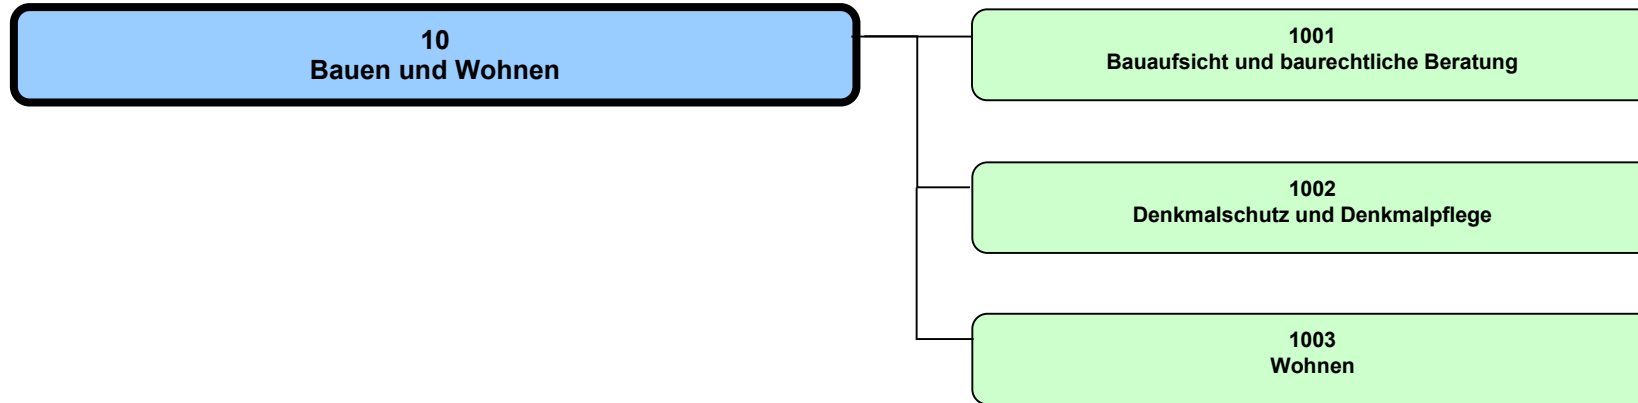 10
Bauen und Wohnen
1001
Bauaufsicht und baurechtliche Beratung
1002
Denkmalschutz und Denkmalpflege
1003
Wohnen